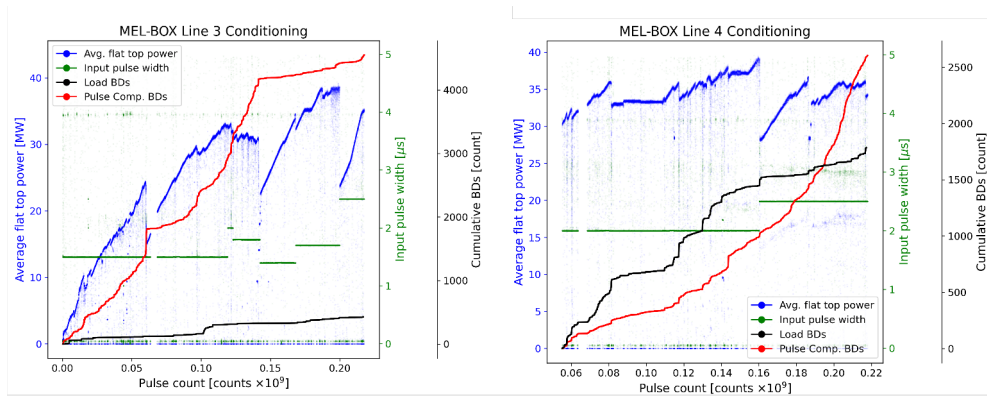 MEL-BOX Line 3 Conditioning
Avg. flat top power
Input pulse width
Load BDs
Pulse Comp. BDs
Average flat top power [MW]
0
10
20
30
40
0.00
0.05
0.10
0.15
0.20
Pulse count [counts ×10⁹]
0
1
2
3
4
5
Input pulse width [μs]
0
1000
2000
3000
4000
Cumulative BDs [count]
MEL-BOX Line 4 Conditioning
Average flat top power [MW]
0
5
10
15
20
25
30
35
40
0.06
0.08
0.10
0.12
0.14
0.16
0.18
0.20
0.22
Pulse count [counts ×10⁹]
Avg. flat top power
Input pulse width
Load BDs
Pulse Comp. BDs
0
1
2
3
4
5
Input pulse width [μs]
0
500
1000
1500
2000
2500
Cumulative BDs [count]